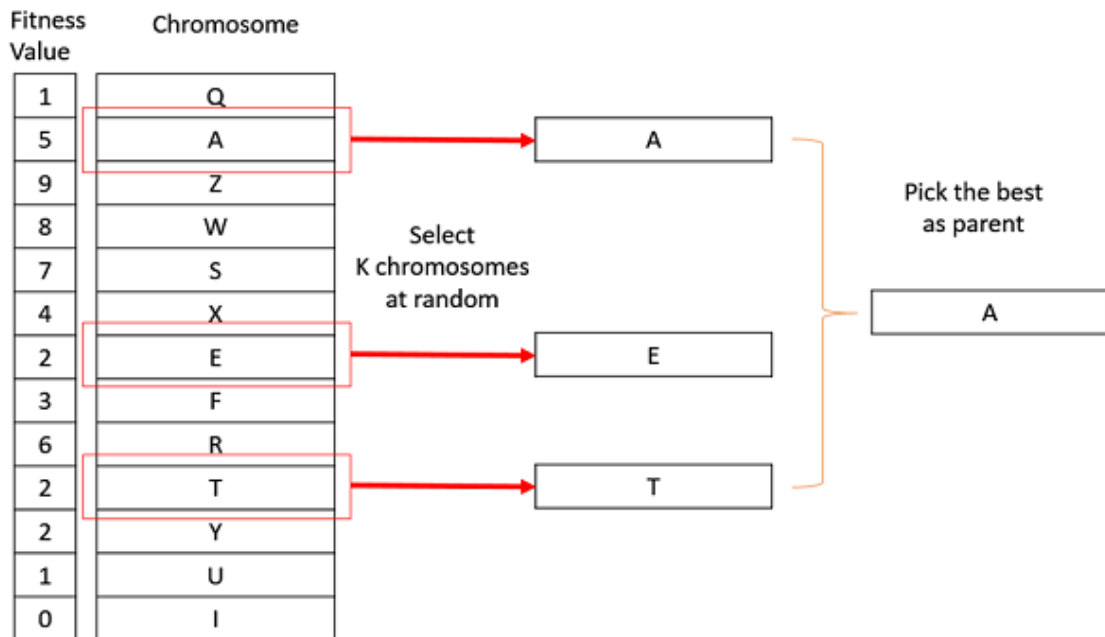 Fitness
Value
Chromosome
1 Q
5 A
9 Z
8 W
7 S
4 X
2 E
3 F
6 R
2 T
2 Y
1 U
0 I
Select
K chromosomes
at random
A
E
T
Pick the best
as parent
A